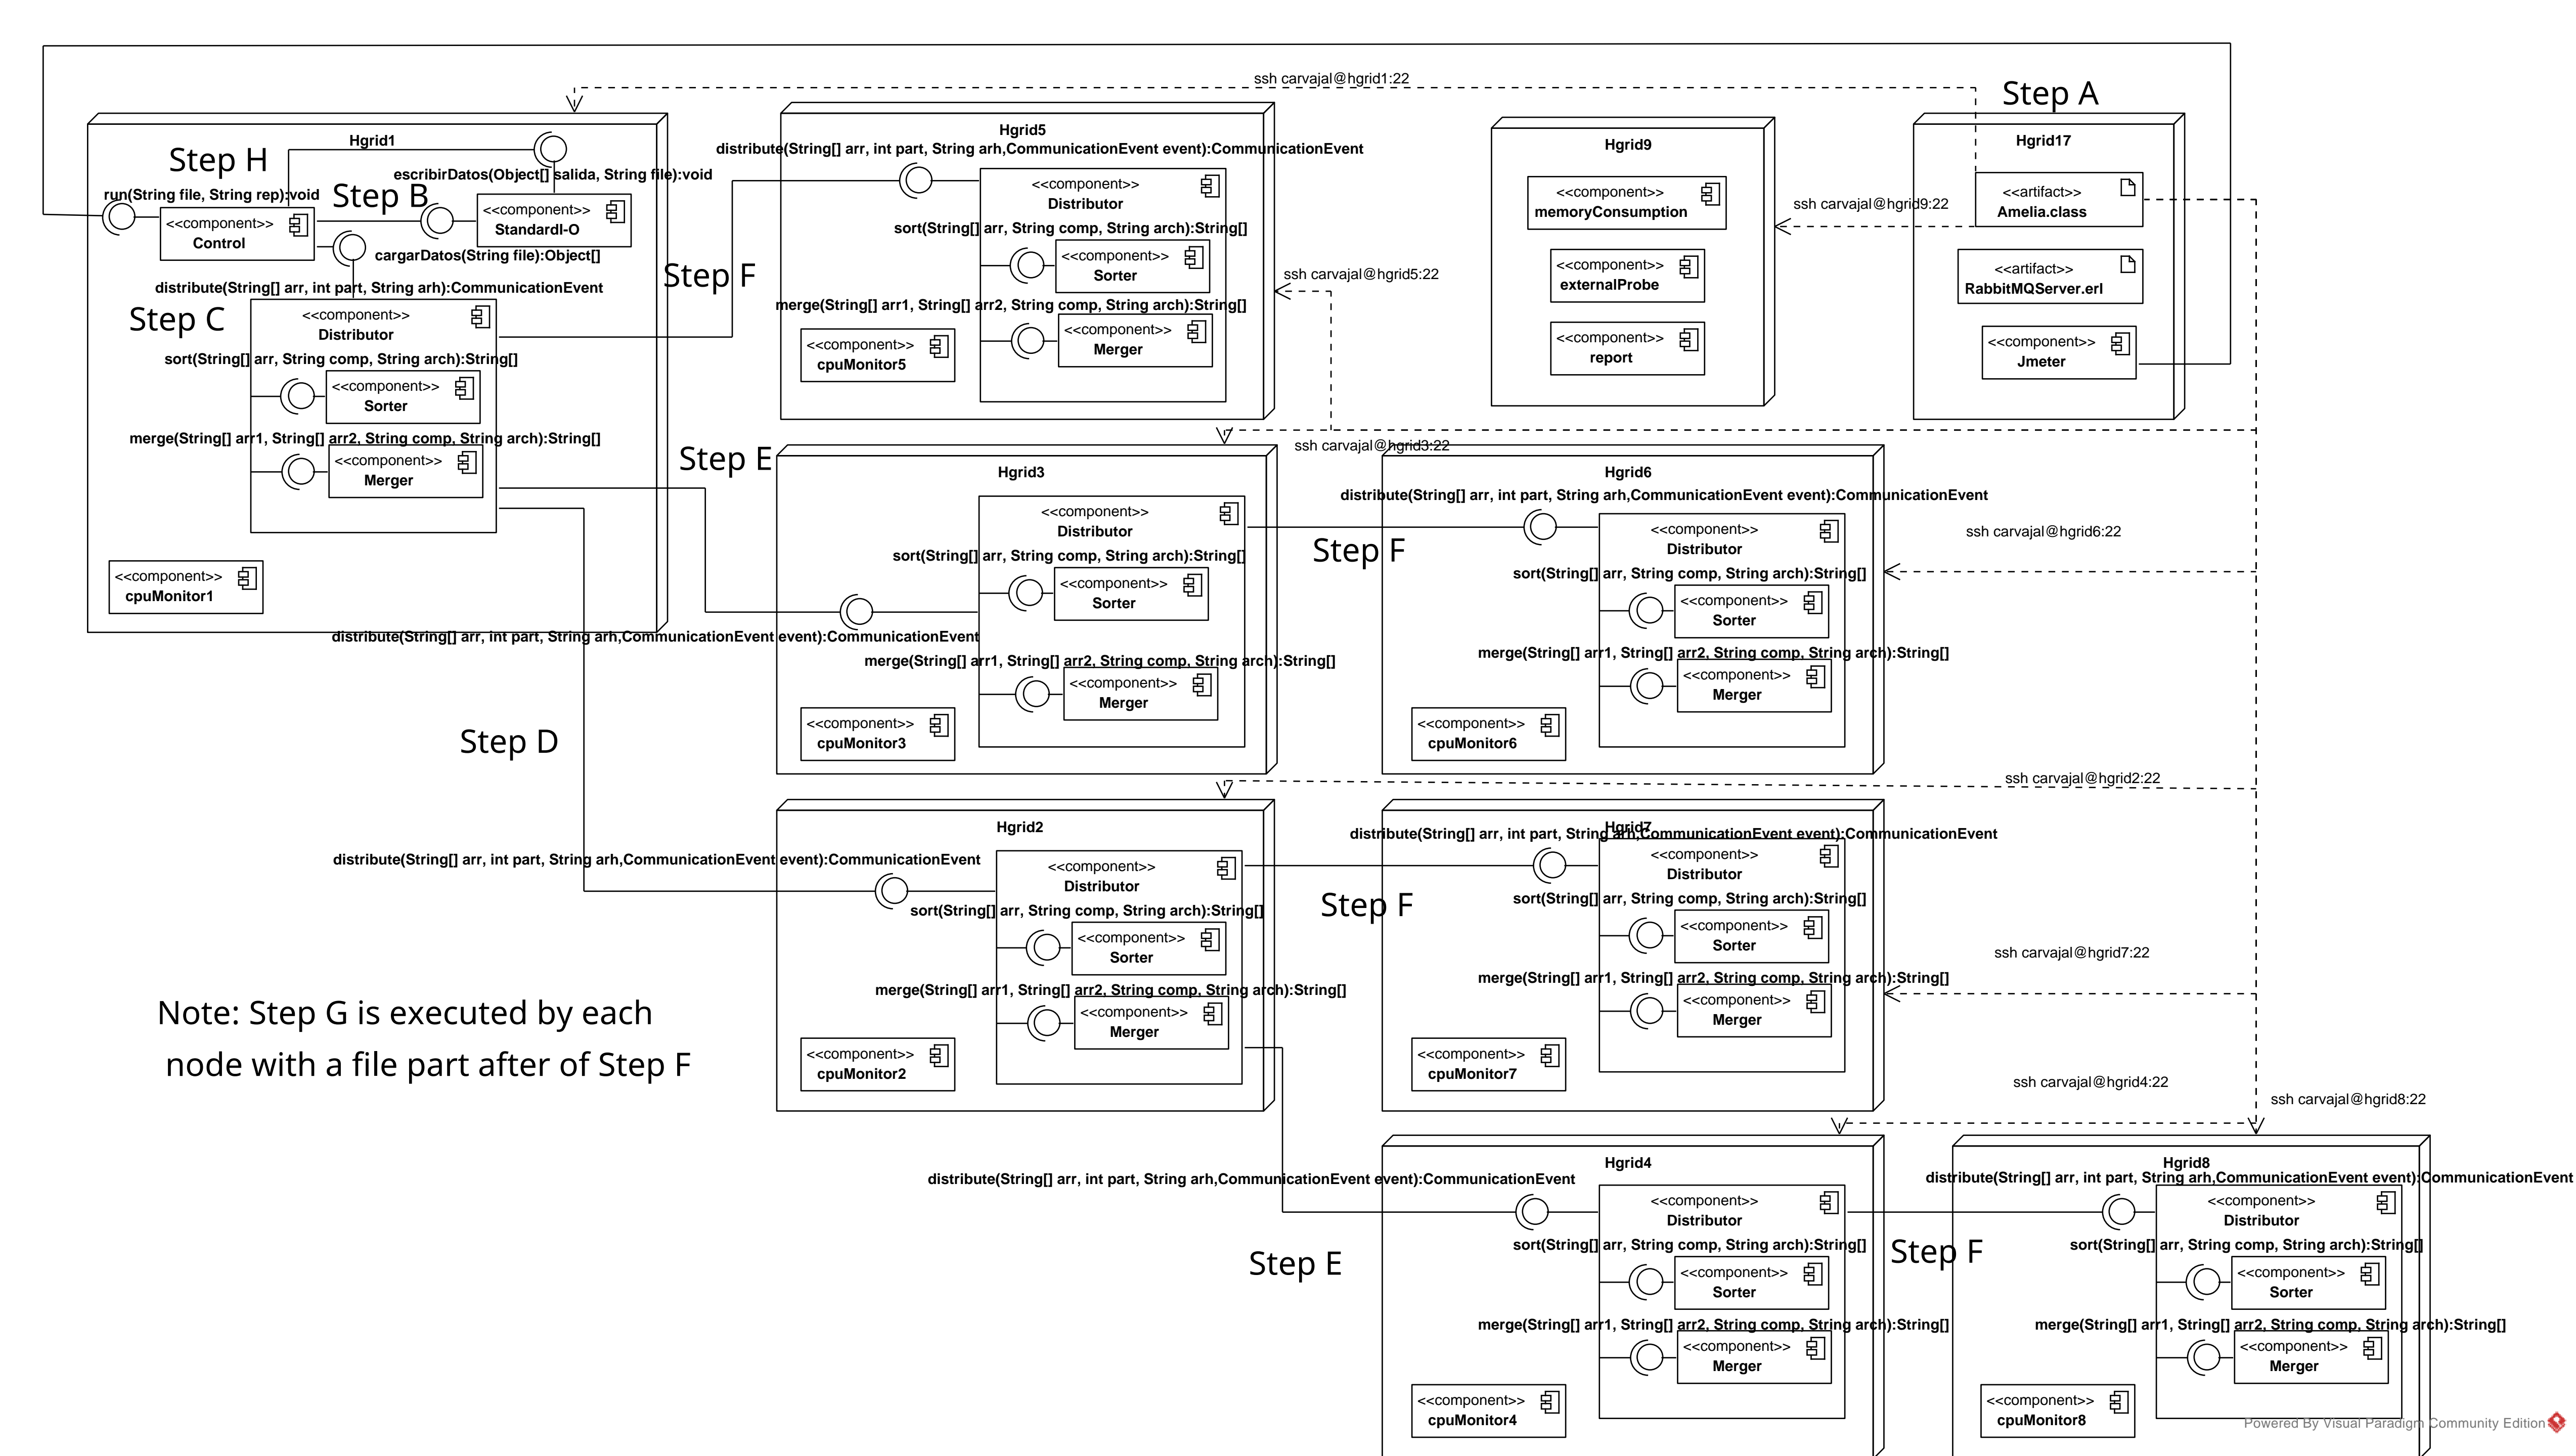 ssh carvajal@hgrid1:22
Step A
Hgrid1
Step H
escribirDatos(Object[] salida, String file):void
run(String file, String rep):void
Step B
<<component>>
Control
<<component>>
StandardI-O
cargarDatos(String file):Object[]
distribute(String[] arr, int part, String arh):CommunicationEvent
Step C
<<component>>
Distributor
sort(String[] arr, String comp, String arch):String[]
<<component>>
Sorter
merge(String[] arr1, String[] arr2, String comp, String arch):String[]
<<component>>
Merger
<<component>>
cpuMonitor1
Step F
Hgrid5
distribute(String[] arr, int part, String arh,CommunicationEvent event):CommunicationEvent
<<component>>
Distributor
sort(String[] arr, String comp, String arch):String[]
<<component>>
Sorter
merge(String[] arr1, String[] arr2, String comp, String arch):String[]
<<component>>
Merger
<<component>>
cpuMonitor5
ssh carvajal@hgrid5:22
Hgrid9
<<component>>
memoryConsumption
<<component>>
externalProbe
<<component>>
report
ssh carvajal@hgrid9:22
Hgrid17
<<artifact>>
Amelia.class
<<artifact>>
RabbitMQServer.erl
<<component>>
Jmeter
Step E
ssh carvajal@hgrid3:22
Hgrid3
<<component>>
Distributor
sort(String[] arr, String comp, String arch):String[]
<<component>>
Sorter
distribute(String[] arr, int part, String arh,CommunicationEvent event):CommunicationEvent
merge(String[] arr1, String[] arr2, String comp, String arch):String[]
<<component>>
Merger
<<component>>
cpuMonitor3
Step F
Hgrid6
distribute(String[] arr, int part, String arh,CommunicationEvent event):CommunicationEvent
<<component>>
Distributor
sort(String[] arr, String comp, String arch):String[]
<<component>>
Sorter
merge(String[] arr1, String[] arr2, String comp, String arch):String[]
<<component>>
Merger
<<component>>
cpuMonitor6
ssh carvajal@hgrid6:22
Step D
ssh carvajal@hgrid2:22
Hgrid2
distribute(String[] arr, int part, String arh,CommunicationEvent event):CommunicationEvent
<<component>>
Distributor
sort(String[] arr, String comp, String arch):String[]
<<component>>
Sorter
merge(String[] arr1, String[] arr2, String comp, String arch):String[]
<<component>>
Merger
<<component>>
cpuMonitor2
Step F
Hgrid7
distribute(String[] arr, int part, String arh,CommunicationEvent event):CommunicationEvent
<<component>>
Distributor
sort(String[] arr, String comp, String arch):String[]
<<component>>
Sorter
merge(String[] arr1, String[] arr2, String comp, String arch):String[]
<<component>>
Merger
<<component>>
cpuMonitor7
ssh carvajal@hgrid7:22
Note: Step G is executed by each
node with a file part after of Step F
ssh carvajal@hgrid4:22
ssh carvajal@hgrid8:22
Step E
Hgrid4
distribute(String[] arr, int part, String arh,CommunicationEvent event):CommunicationEvent
<<component>>
Distributor
sort(String[] arr, String comp, String arch):String[]
<<component>>
Sorter
merge(String[] arr1, String[] arr2, String comp, String arch):String[]
<<component>>
Merger
<<component>>
cpuMonitor4
Step F
Hgrid8
distribute(String[] arr, int part, String arh,CommunicationEvent event):CommunicationEvent
<<component>>
Distributor
sort(String[] arr, String comp, String arch):String[]
<<component>>
Sorter
merge(String[] arr1, String[] arr2, String comp, String arch):String[]
<<component>>
Merger
<<component>>
cpuMonitor8
Powered By Visual Paradigm Community Edition